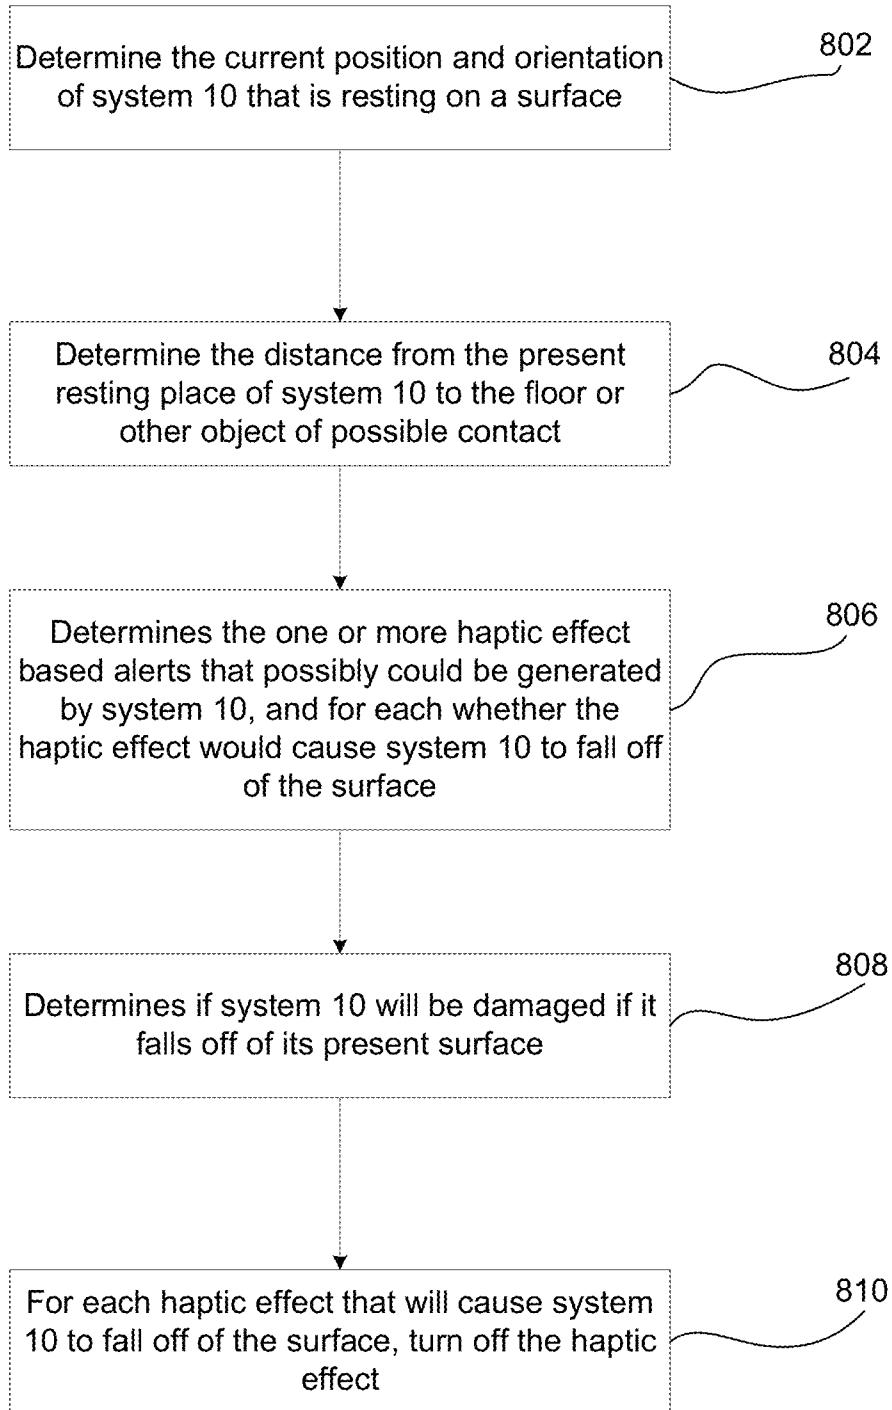 Determine the current position and orientation
of system 10 that is resting on a surface
802
Determine the distance from the present
resting place of system 10 to the floor or
other object of possible contact
804
Determines the one or more haptic effect
based alerts that possibly could be generated
by system 10, and for each whether the
haptic effect would cause system 10 to fall off
of the surface
806
Determines if system 10 will be damaged if it
falls off of its present surface
808
For each haptic effect that will cause system
10 to fall off of the surface, turn off the haptic
effect
810